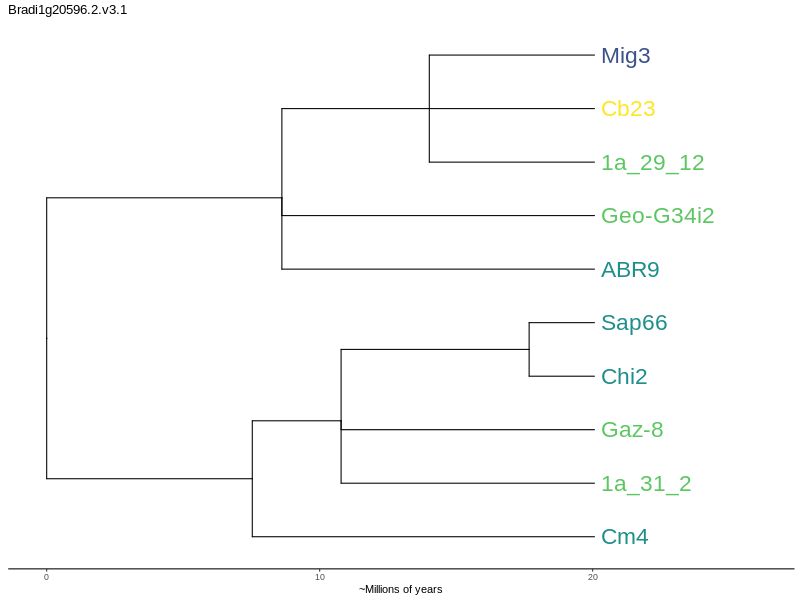 Bradi1g20596.2.v3.1
Mig3
Cb23
1a_29_12
Geo-G34i2
ABR9
Sap66
Chi2
Gaz-8
1a_31_2
Cm4
0 10 20
~Millions of years